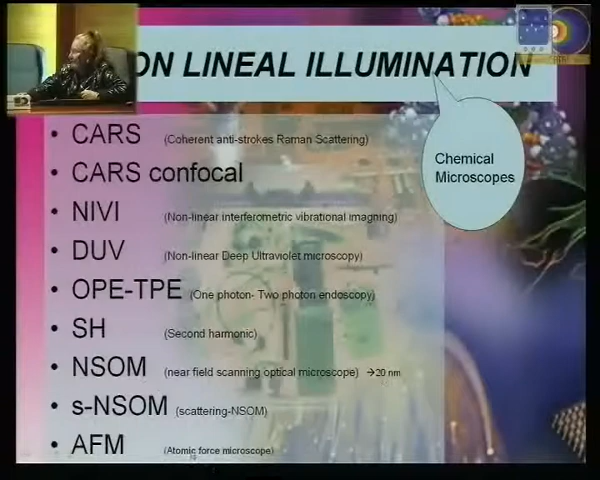 ON LINEAL ILLUMINATION
Chemical
Microscopes
• CARS (Coherent anti-strokes Raman Scattering)
• CARS confocal
• NIVI (Non-linear interferometric vibrational imagning)
• DUV (Non-linear Deep Ultraviolet microscopy)
• OPE-TPE (One photon- Two photon endoscopy)
• SH (Second harmonic)
• NSOM (near field scanning optical microscope) →20 nm
• s-NSOM (scattering-NSOM)
• AFM (Atomic force microscope)